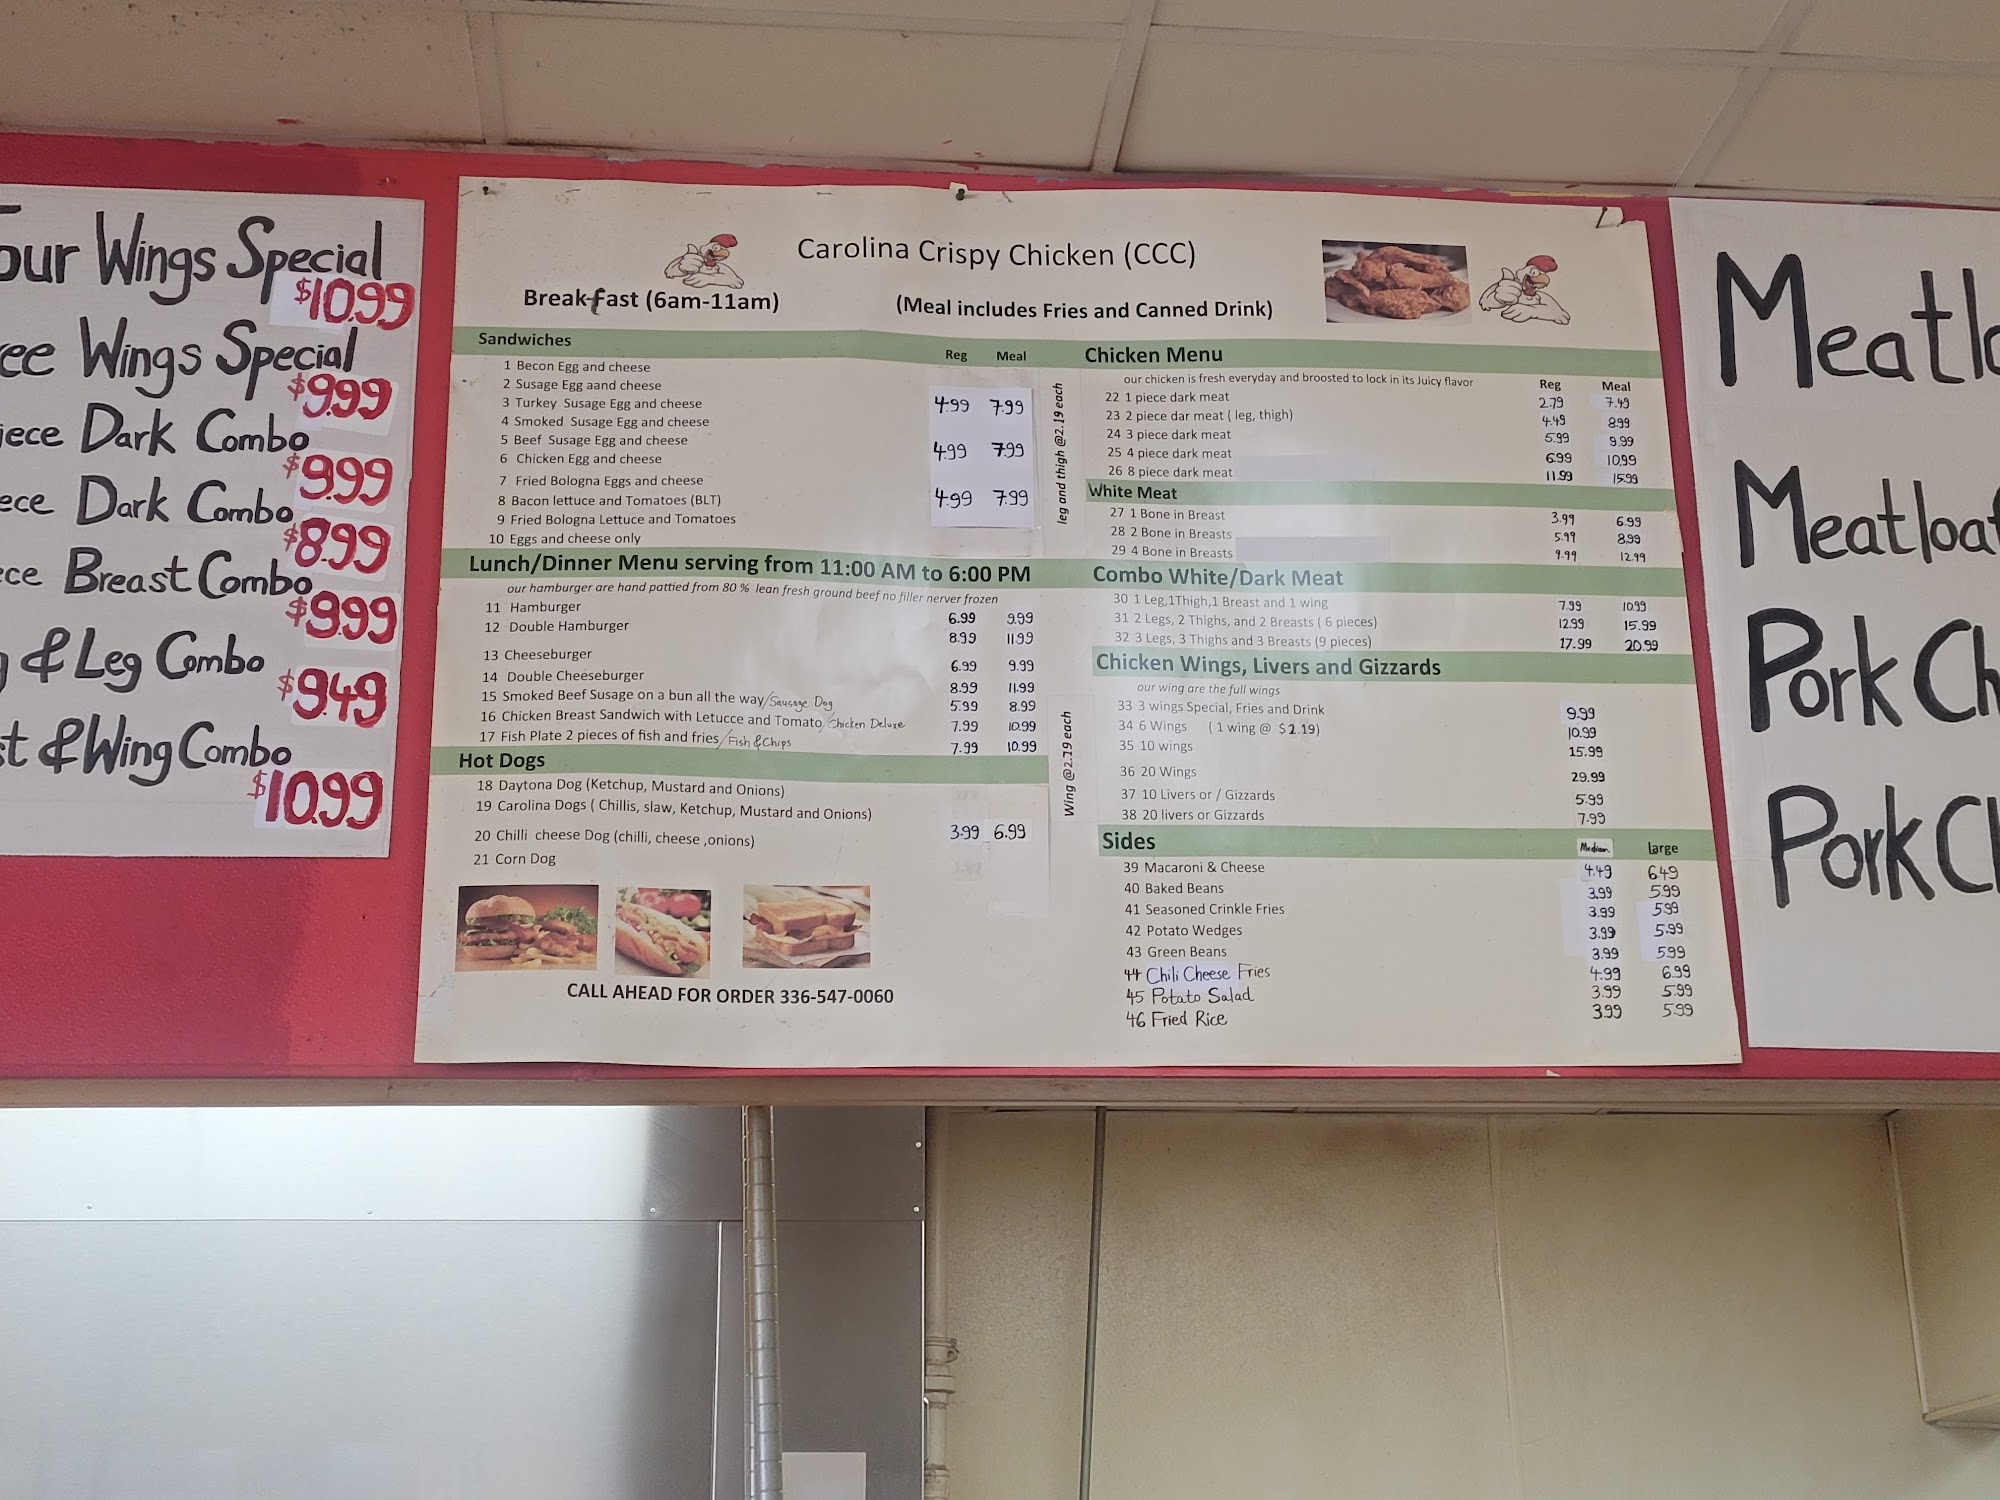 our Wings Special
$10.99
ee Wings Special
$9.99
iece Dark Combo
$9.99
ece Dark Combo
$8.99
ece Breast Combo
$9.99
& Leg Combo
$9.49
st & Wing Combo
$10.99
Carolina Crispy Chicken (CCC)
Breakfast (6am-11am)
(Meal includes Fries and Canned Drink)
Sandwiches
Reg Meal
1 Becon Egg and cheese
2 Susage Egg aand cheese
3 Turkey Susage Egg and cheese 4.99 7.99
4 Smoked Susage Egg and cheese
5 Beef Susage Egg and cheese
6 Chicken Egg and cheese 4.99 7.99
7 Fried Bologna Eggs and cheese
8 Bacon lettuce and Tomatoes (BLT) 4.99 7.99
9 Fried Bologna Lettuce and Tomatoes
10 Eggs and cheese only
Lunch/Dinner Menu serving from 11:00 AM to 6:00 PM
our hamburger are hand pattied from 80 % lean fresh ground beef no filler nerver frozen
11 Hamburger 6.99 9.99
12 Double Hamburger 8.99 11.99
13 Cheeseburger 6.99 9.99
14 Double Cheeseburger 8.99 11.99
15 Smoked Beef Susage on a bun all the way/Sausage Dog 5.99 8.99
16 Chicken Breast Sandwich with Letucce and Tomato/Chicken Deluxe 7.99 10.99
17 Fish Plate 2 pieces of fish and fries/Fish & Chips 7.99 10.99
Hot Dogs
18 Daytona Dog (Ketchup, Mustard and Onions)
19 Carolina Dogs ( Chillis, slaw, Ketchup, Mustard and Onions)
20 Chilli cheese Dog (chilli, cheese ,onions) 3.99 6.99
21 Corn Dog
CALL AHEAD FOR ORDER 336-547-0060
leg and thigh @2.19 each
Wing @2.19 each
Chicken Menu
our chicken is fresh everyday and broosted to lock in its Juicy flavor
Reg Meal
22 1 piece dark meat 2.79 7.49
23 2 piece dar meat ( leg, thigh) 4.49 8.99
24 3 piece dark meat 5.99 9.99
25 4 piece dark meat 6.99 10.99
26 8 piece dark meat 11.99 15.99
White Meat
27 1 Bone in Breast 3.99 6.99
28 2 Bone in Breasts 5.99 8.99
29 4 Bone in Breasts 9.99 12.99
Combo White/Dark Meat
30 1 Leg,1Thigh,1 Breast and 1 wing 7.99 10.99
31 2 Legs, 2 Thighs, and 2 Breasts ( 6 pieces) 12.99 15.99
32 3 Legs, 3 Thighs and 3 Breasts (9 pieces) 17.99 20.99
Chicken Wings, Livers and Gizzards
our wing are the full wings
33 3 wings Special, Fries and Drink 9.99
34 6 Wings ( 1 wing @ $2.19) 10.99
35 10 wings 15.99
36 20 Wings 29.99
37 10 Livers or / Gizzards 5.99
38 20 livers or Gizzards 7.99
Sides
Medium large
39 Macaroni & Cheese 4.49 6.49
40 Baked Beans 3.99 5.99
41 Seasoned Crinkle Fries 3.99 5.99
42 Potato Wedges 3.99 5.99
43 Green Beans 3.99 5.99
44 Chili Cheese Fries 4.99 6.99
45 Potato Salad 3.99 5.99
46 Fried Rice 3.99 5.99
Meatlo
Meatloaf
Pork Ch
Pork Ch